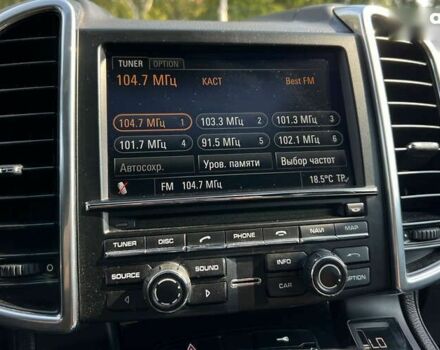 TUNER OPTION
104.7 МГц КАСТ Best FM
104.7 МГц 1 103.3 МГц 2 101.3 МГц 3
101.7 МГц 4 91.5 МГц 5 102.1 МГц 6
Автосохр. Уров. памяти Выбор частот
FM 104.7 МГц 18.5°C TP
TUNER DISC PHONE NAVI MAP
SOURCE SOUND INFO
CAR OPTION